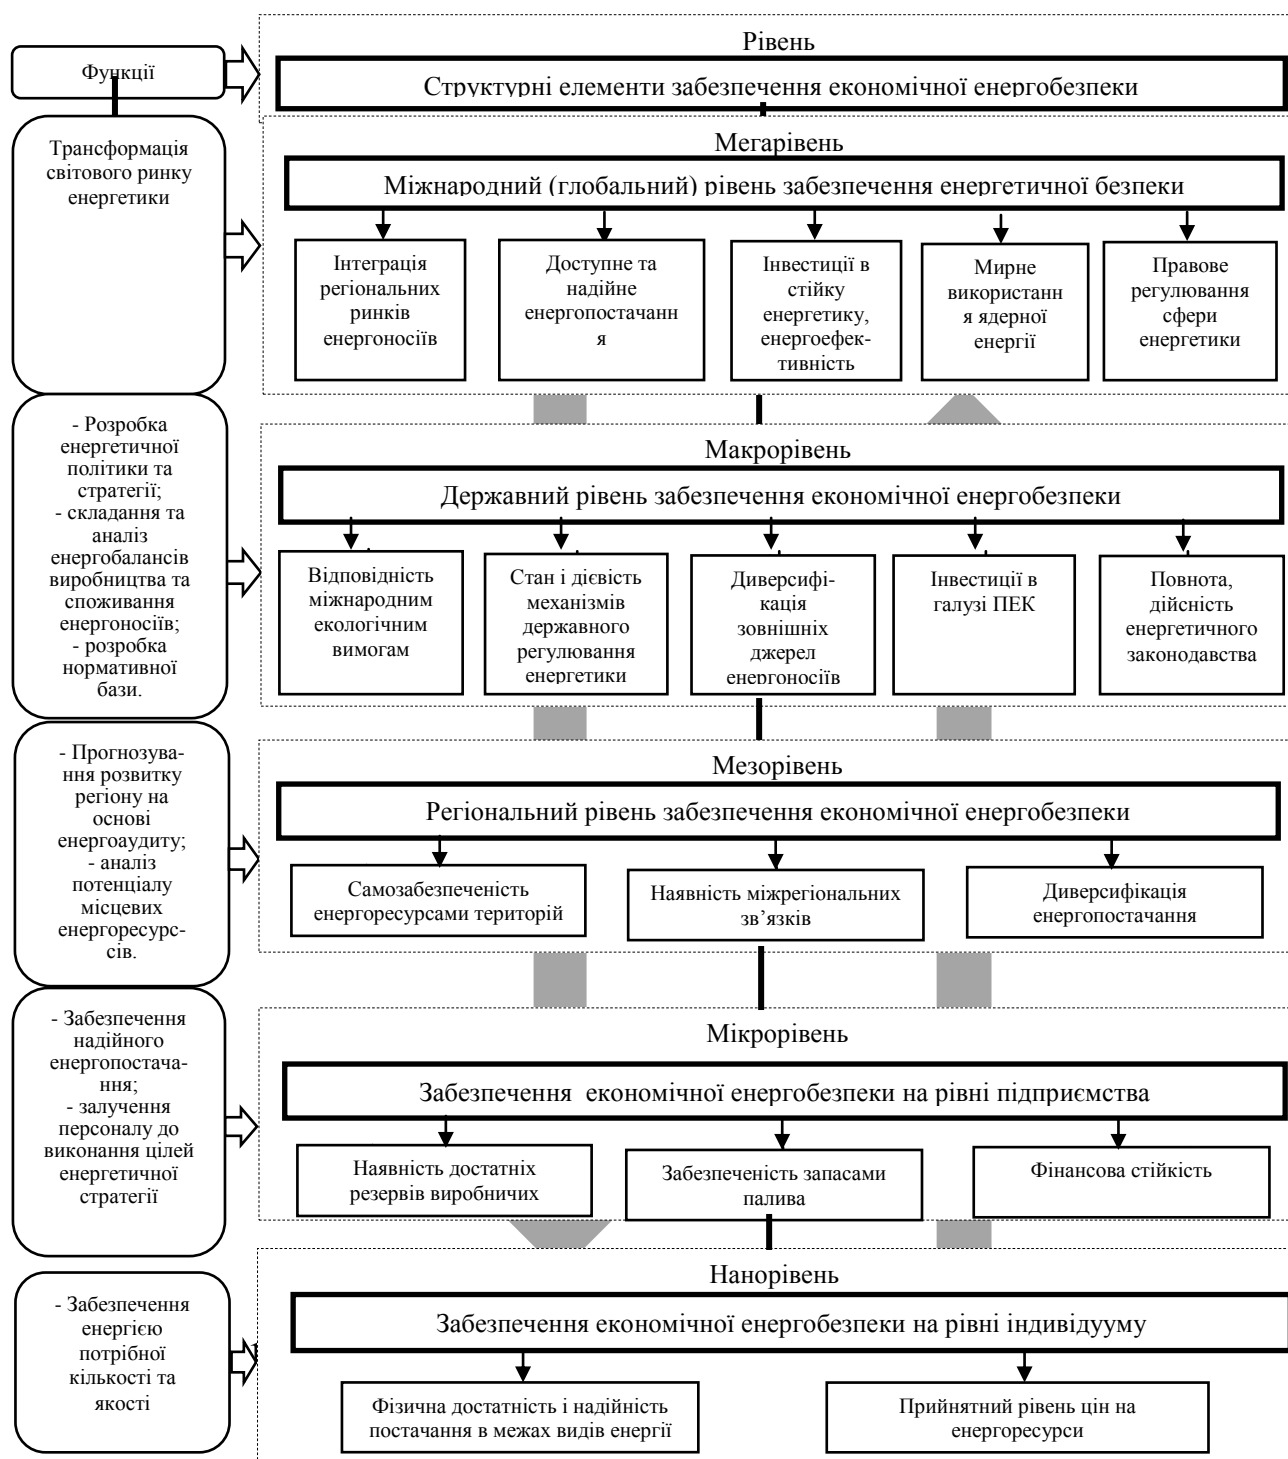 Рівень
Функції
Структурні елементи забезпечення економічної енергобезпеки
Трансформація
світового ринку
енергетики
Мегарівень
Міжнародний (глобальний) рівень забезпечення енергетичної безпеки
Інтеграція
регіональних
ринків
енергоносіїв
Доступне та
надійне
енергопостачанн
я
Інвестиції в
стійку
енергетику,
енергоефек-
тивність
Мирне
використанн
я ядерної
енергії
Правове
регулювання
сфери
енергетики
- Розробка
енергетичної
політики та
стратегії;
- складання та
аналіз
енергобалансів
виробництва та
споживання
енергоносіїв;
- розробка
нормативної
бази.
Макрорівень
Державний рівень забезпечення економічної енергобезпеки
Відповідність
міжнародним
екологічним
вимогам
Стан і дієвість
механізмів
державного
регулювання
енергетики
Диверсифі-
кація
зовнішніх
джерел
енергоносіїв
Інвестиції в
галузі ПЕК
Повнота,
дійсність
енергетичного
законодавства
- Прогнозува-
ння розвитку
регіону на
основі
енергоаудиту;
- аналіз
потенціалу
місцевих
енергоресурс-
сів.
Мезорівень
Регіональний рівень забезпечення економічної енергобезпеки
Самозабезпеченість
енергоресурсами територій
Наявність міжрегіональних
зв’язків
Диверсифікація
енергопостачання
- Забезпечення
надійного
енергопостача-
ння;
- залучення
персоналу до
виконання цілей
енергетичної
стратегії
Мікрорівень
Забезпечення економічної енергобезпеки на рівні підприємства
Наявність достатніх
резервів виробничих
Забезпеченість запасами
палива
Фінансова стійкість
- Забезпечення
енергією
потрібної
кількості та
якості
Нанорівень
Забезпечення економічної енергобезпеки на рівні індивідууму
Фізична достатність і надійність
постачання в межах видів енергії
Прийнятний рівень цін на
енергоресурси